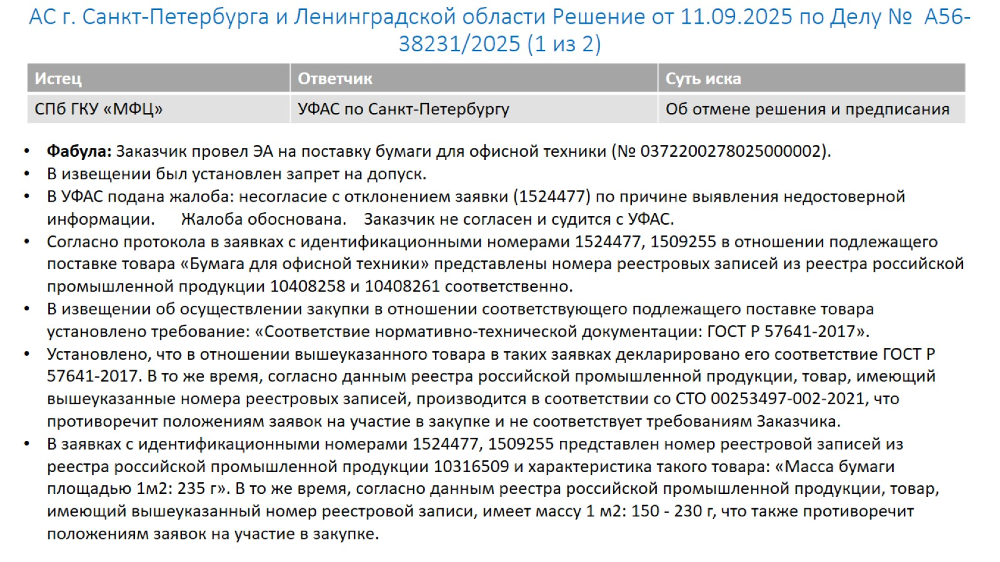 АС г. Санкт-Петербурга и Ленинградской области Решение от 11.09.2025 по Делу № А56-
38231/2025 (1 из 2)
Истец Ответчик Суть иска
СПб ГКУ «МФЦ» УФАС по Санкт-Петербургу Об отмене решения и предписания
• Фабула: Заказчик провел ЭА на поставку бумаги для офисной техники (№ 0372200278025000002).
• В извещении был установлен запрет на допуск.
• В УФАС подана жалоба: несогласие с отклонением заявки (1524477) по причине выявления недостоверной
информации. Жалоба обоснована. Заказчик не согласен и судится с УФАС.
• Согласно протокола в заявках с идентификационными номерами 1524477, 1509255 в отношении подлежащего
поставке товара «Бумага для офисной техники» представлены номера реестровых записей из реестра российской
промышленной продукции 10408258 и 10408261 соответственно.
• В извещении об осуществлении закупки в отношении соответствующего подлежащего поставке товара
установлено требование: «Соответствие нормативно-технической документации: ГОСТ Р 57641-2017».
• Установлено, что в отношении вышеуказанного товара в таких заявках декларировано его соответствие ГОСТ Р
57641-2017. В то же время, согласно данным реестра российской промышленной продукции, товар, имеющий
вышеуказанные номера реестровых записей, производится в соответствии со СТО 00253497-002-2021, что
противоречит положениям заявок на участие в закупке и не соответствует требованиям Заказчика.
• В заявках с идентификационными номерами 1524477, 1509255 представлен номер реестровой записей из
реестра российской промышленной продукции 10316509 и характеристика такого товара: «Масса бумаги
площадью 1м2: 235 г». В то же время, согласно данным реестра российской промышленной продукции, товар,
имеющий вышеуказанный номер реестровой записи, имеет массу 1 м2: 150 - 230 г, что также противоречит
положениям заявок на участие в закупке.